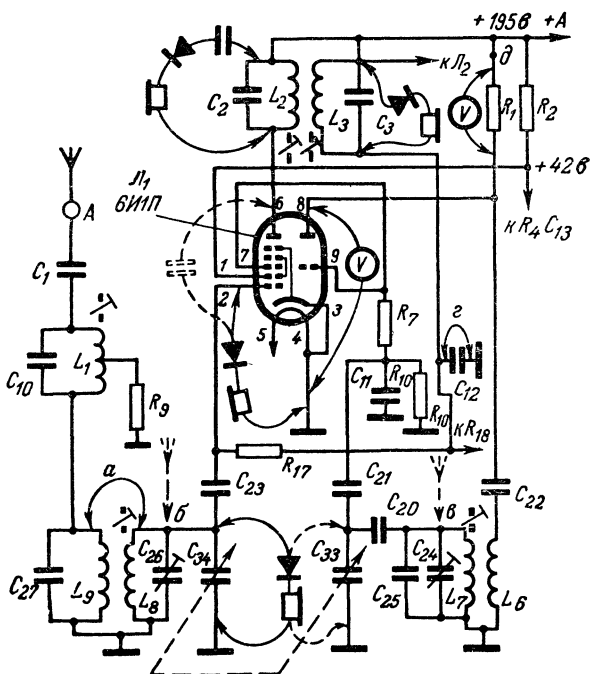 +195в +А
к Л₂
д
C₂
L₂
L₃
C₃
V
R₁
R₂
+42в
к R₄ C₁₃
Л₁
6И1П
А
6
8
7
1
2
9
3
5
4
V
C₁
R₇
L₁
C₁₀
R₉
г
C₁₁
R₁₀
R₁₀
C₁₂
кR₁₈
R₁₇
а
б
C₂₃
C₂₁
C₂₀
в
C₂₂
C₂₇
L₉
L₈
C₂₆
C₃₄
C₃₃
C₂₅
C₂₄
L₇
L₆